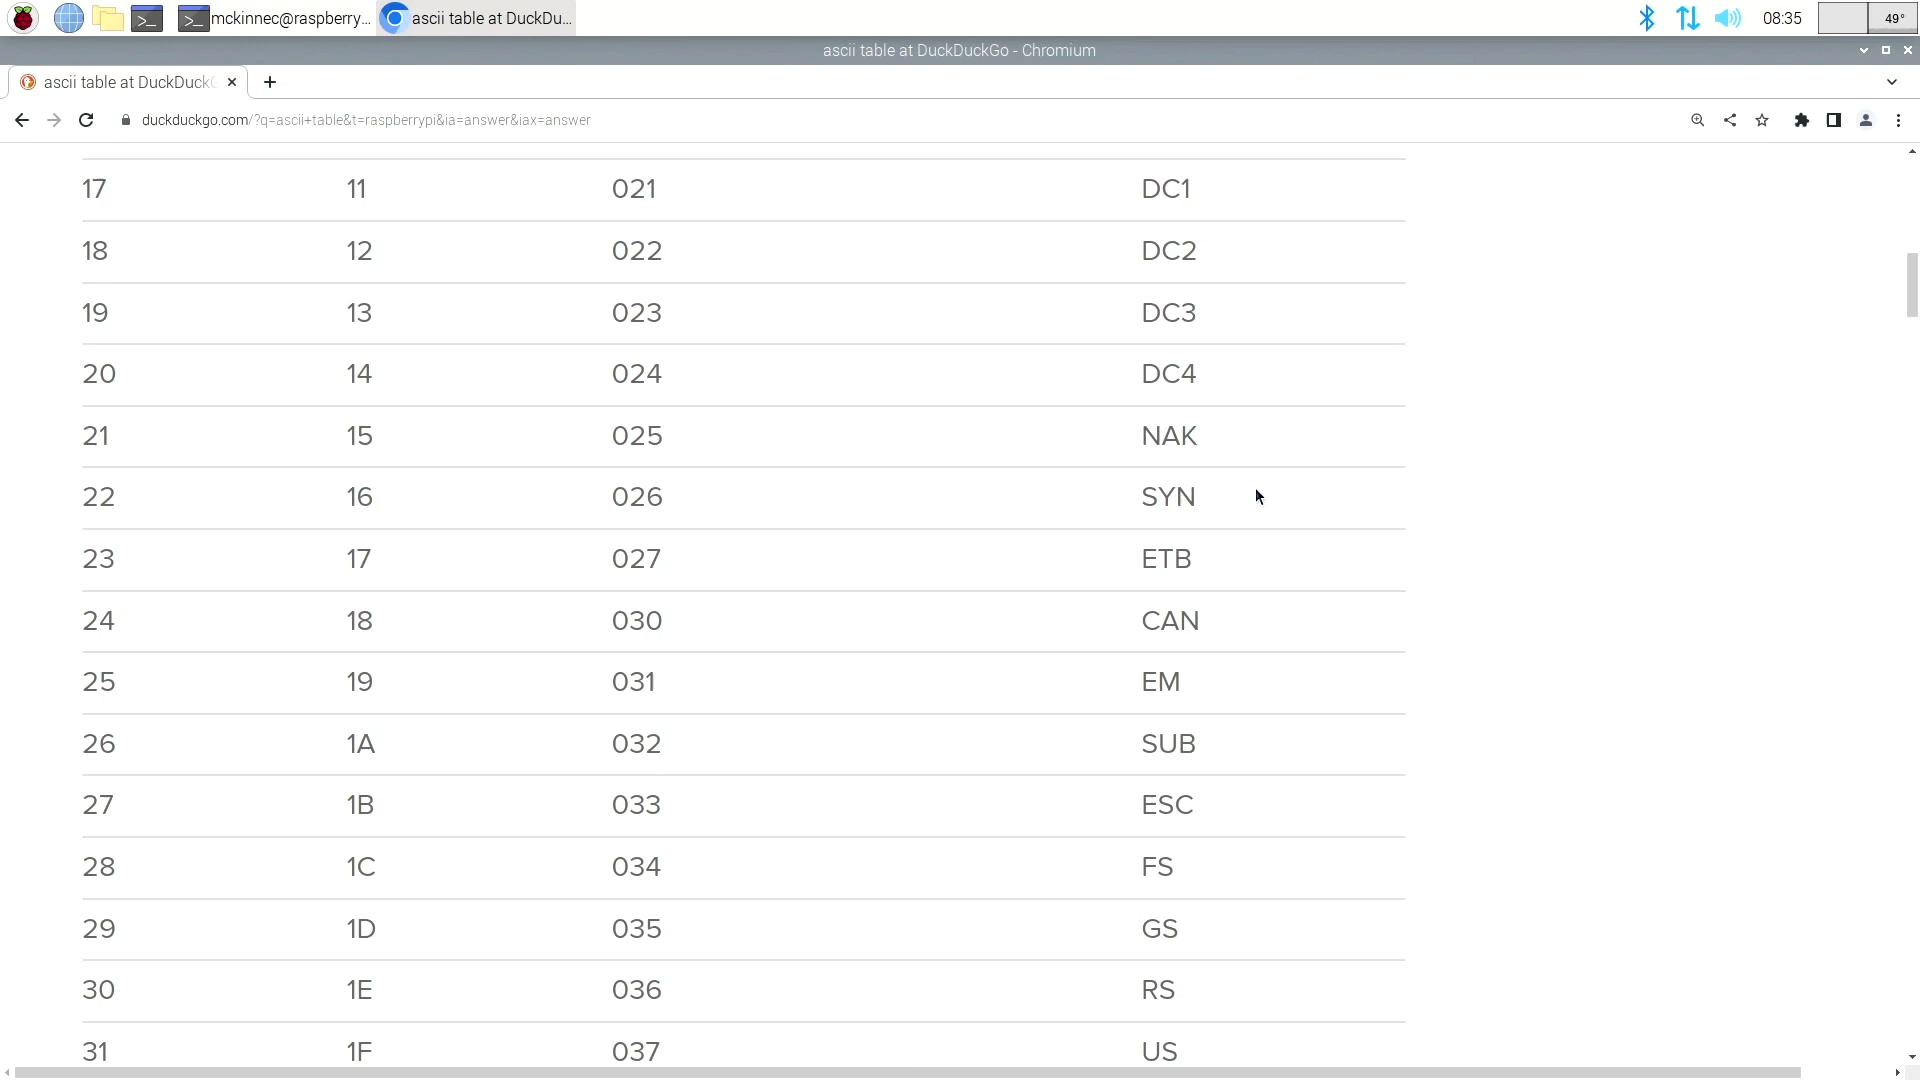 mckinnec@raspberry...
ascii table at DuckDu...
08:35
49°
ascii table at DuckDuckGo - Chromium
ascii table at DuckDuckG
duckduckgo.com/?q=ascii+table&t=raspberrypi&ia=answer&iax=answer
17 11 021 DC1
18 12 022 DC2
19 13 023 DC3
20 14 024 DC4
21 15 025 NAK
22 16 026 SYN
23 17 027 ETB
24 18 030 CAN
25 19 031 EM
26 1A 032 SUB
27 1B 033 ESC
28 1C 034 FS
29 1D 035 GS
30 1E 036 RS
31 1F 037 US